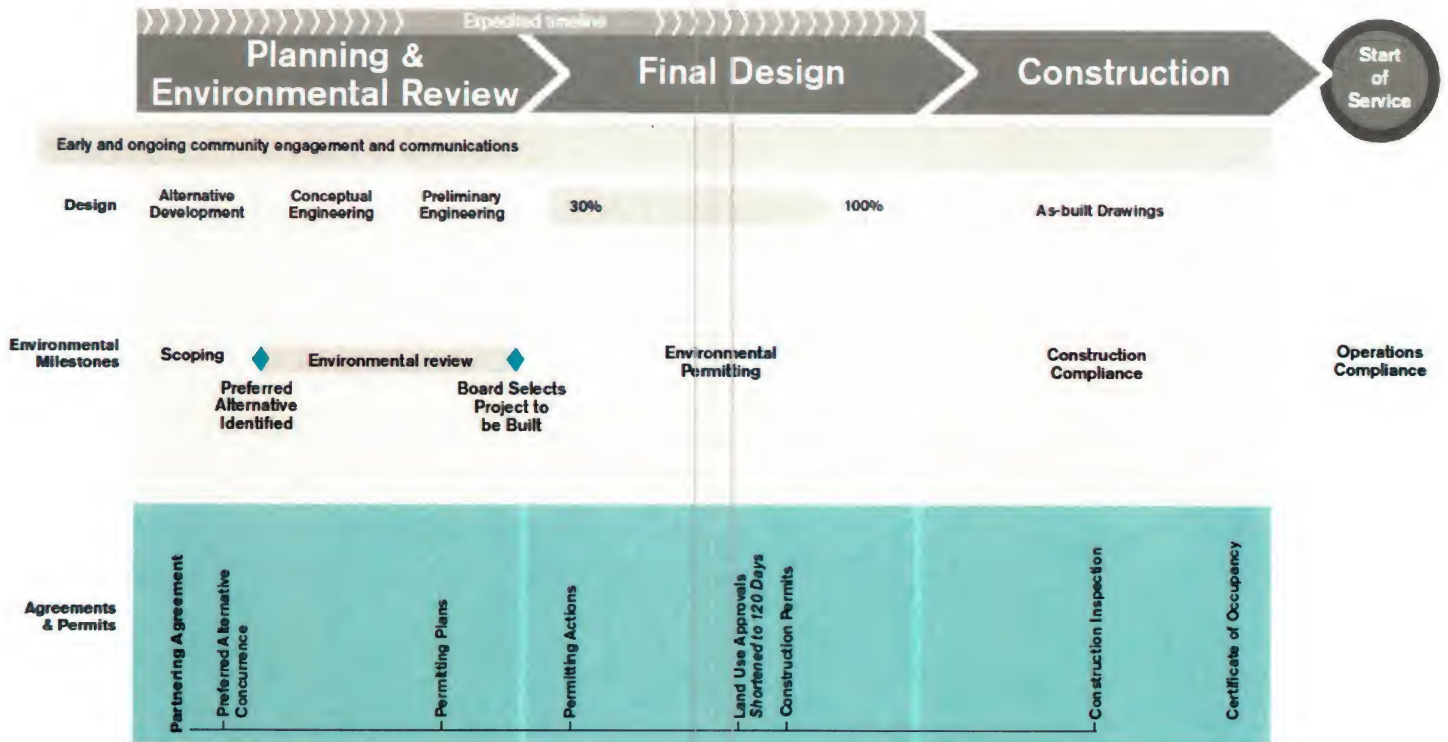 Expedited timeline
Planning &
Environmental Review
Final Design
Construction
Start
of
Service
Early and ongoing community engagement and communications
Design
Alternative
Development
Conceptual
Engineering
Preliminary
Engineering
30%
100%
As-built Drawings
Environmental
Milestones
Scoping
Environmental review
Preferred
Alternative
Identified
Board Selects
Project to
be Built
Environmental
Permitting
Construction
Compliance
Operations
Compliance
Agreements
& Permits
Partnering Agreement
Preferred Alternative
Concurrence
Permitting Plans
Permitting Actions
Land Use Approvals
Shortened to 120 Days
Construction Permits
Construction Inspection
Certificate of Occupancy